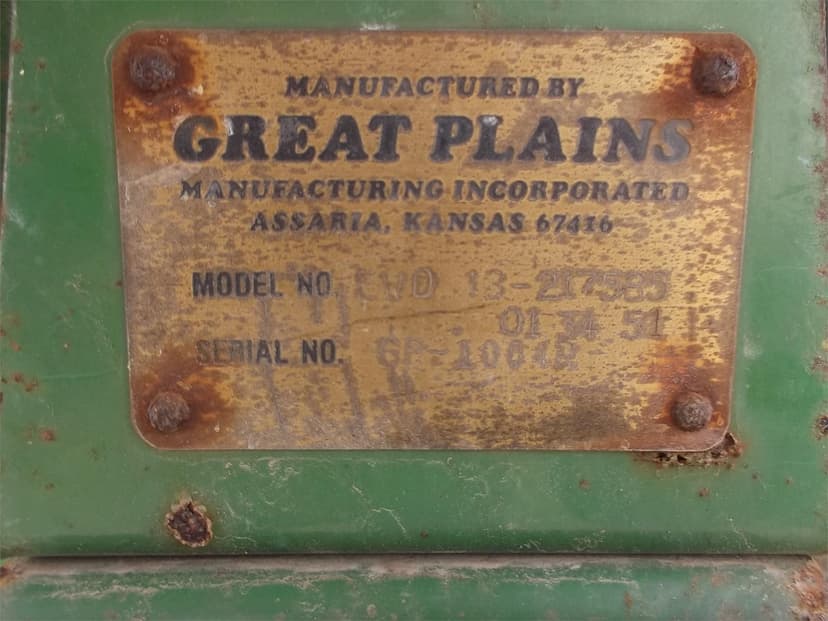 MANUFACTURED BY
GREAT PLAINS
MANUFACTURING INCORPORATED
ASSARIA, KANSAS 67416
MODEL NO.
01 34 51
SERIAL NO.